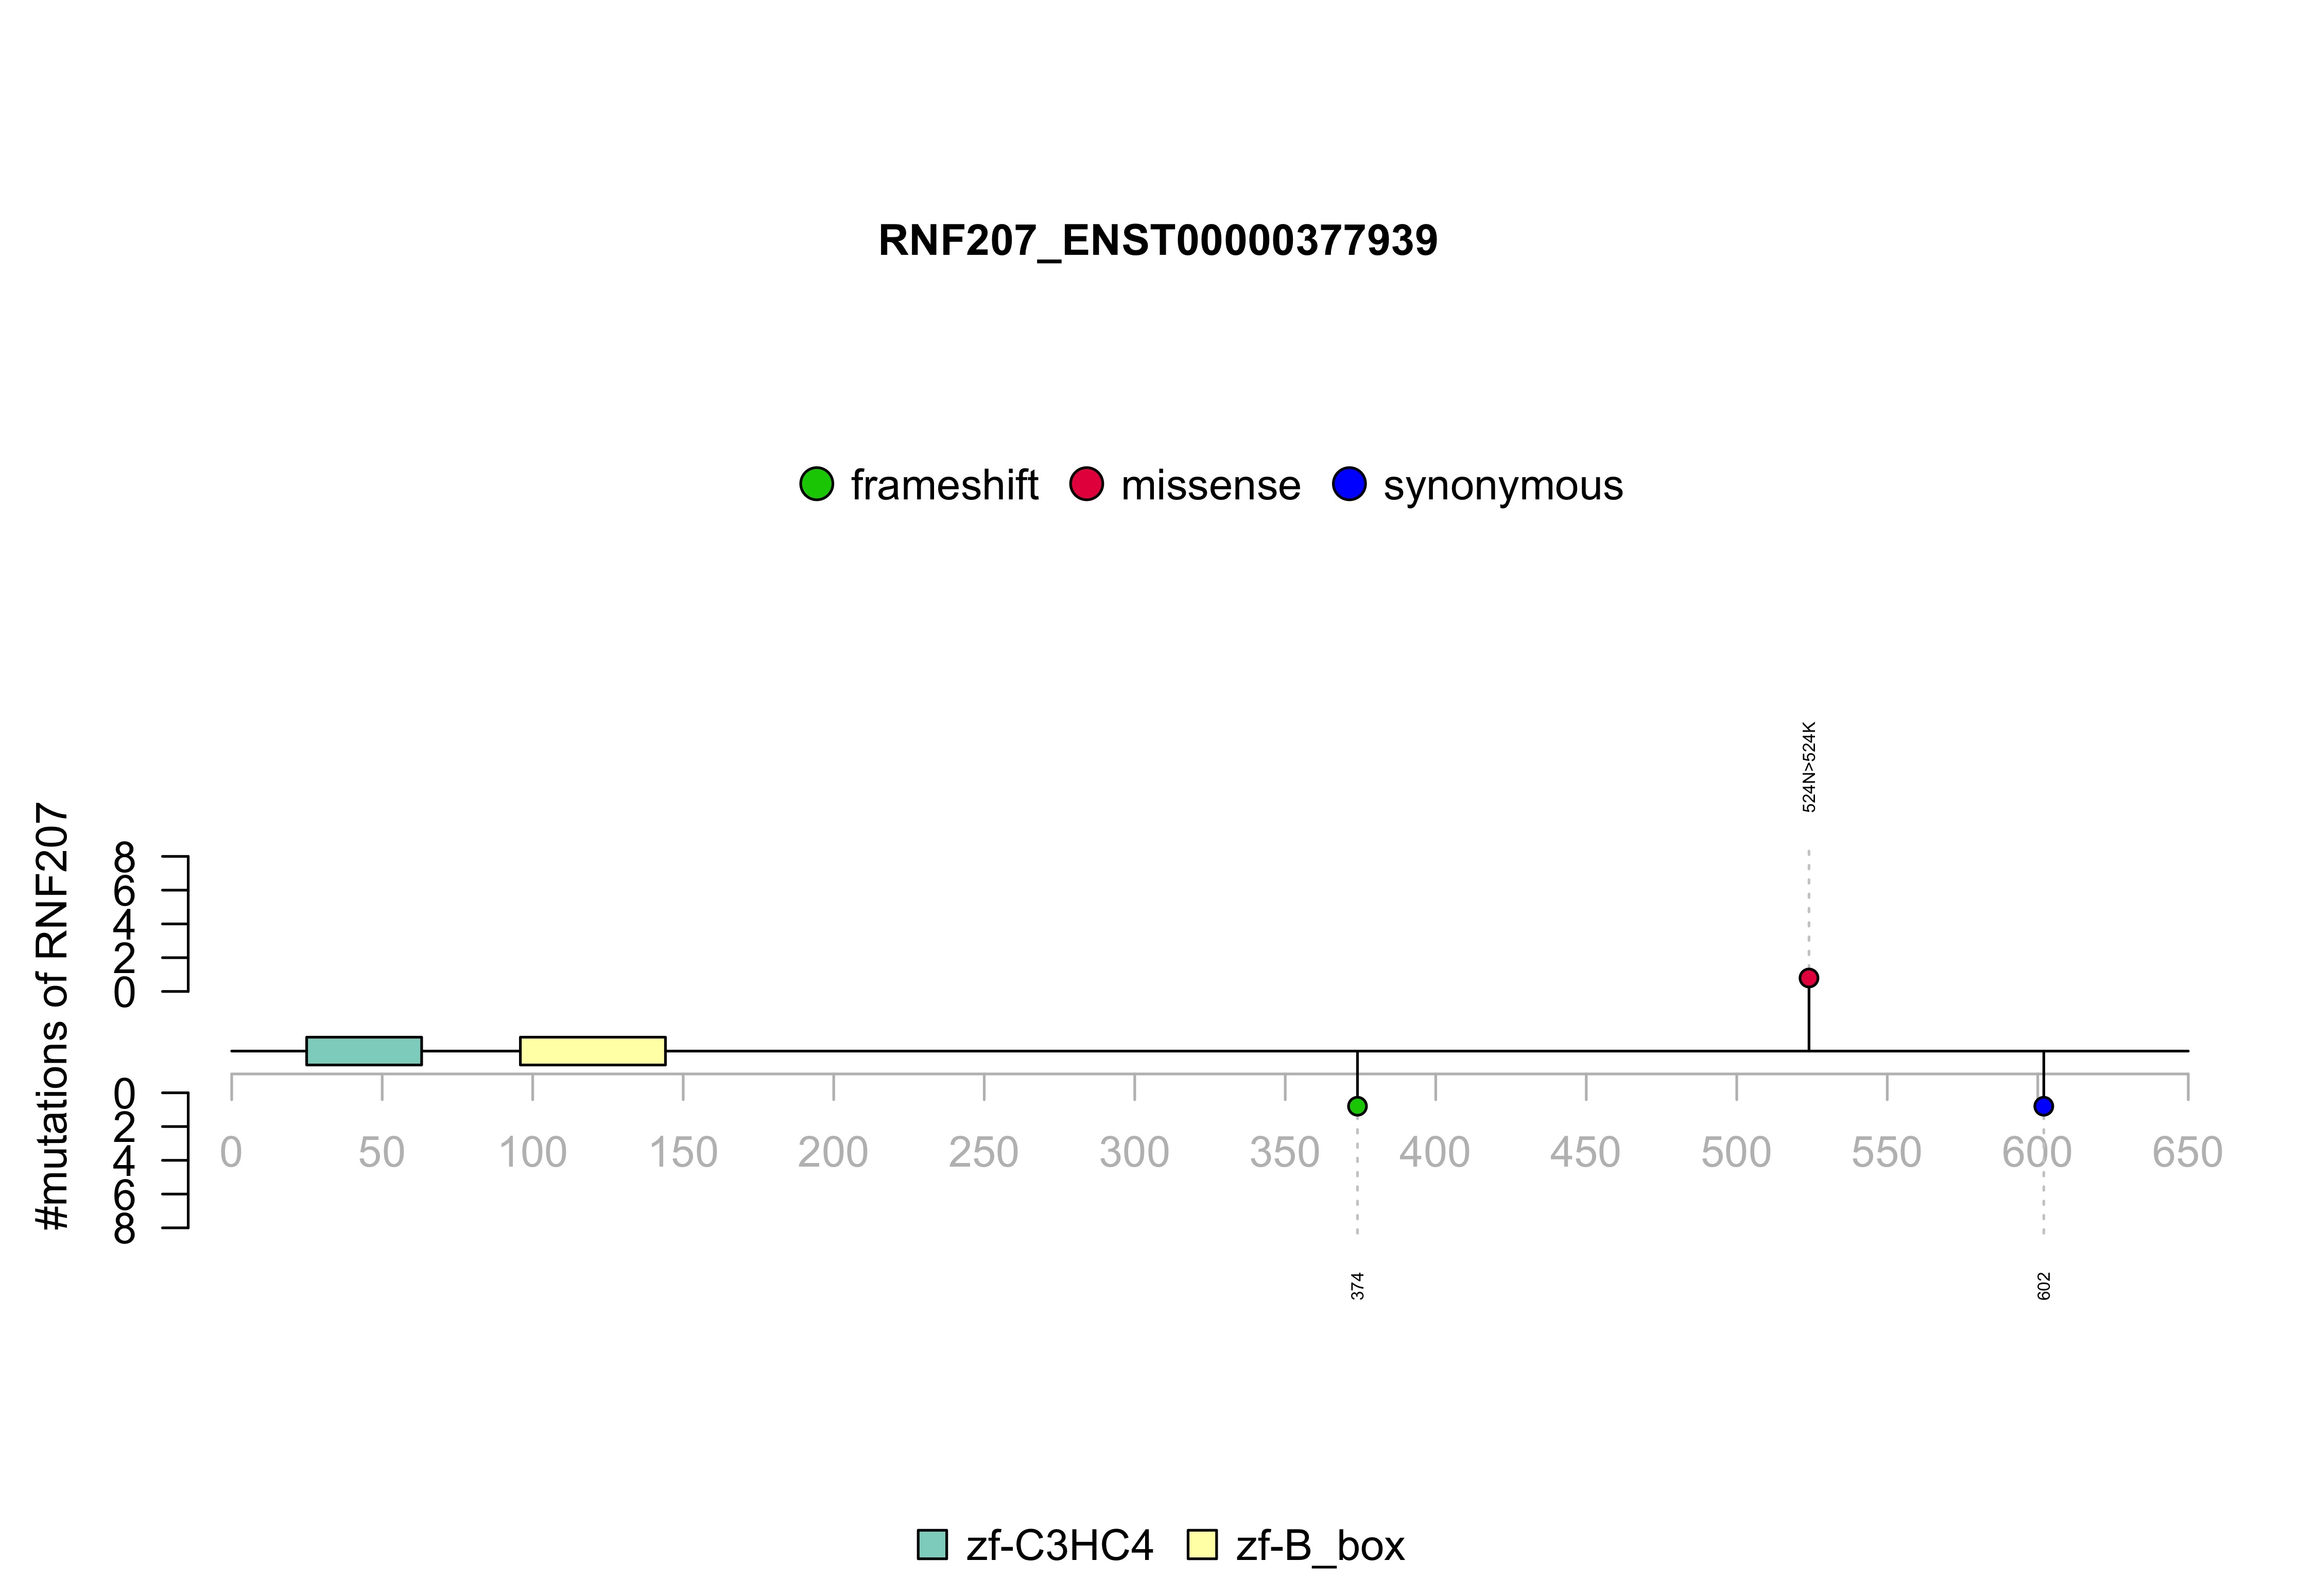 RNF207_ENST00000377939
frameshift missense synonymous
524N>524K
#mutations of RNF207
8
6
4
2
0
0
2
4
6
8
0 50 100 150 200 250 300 350 400 450 500 550 600 650
374 602
zf-C3HC4 zf-B_box